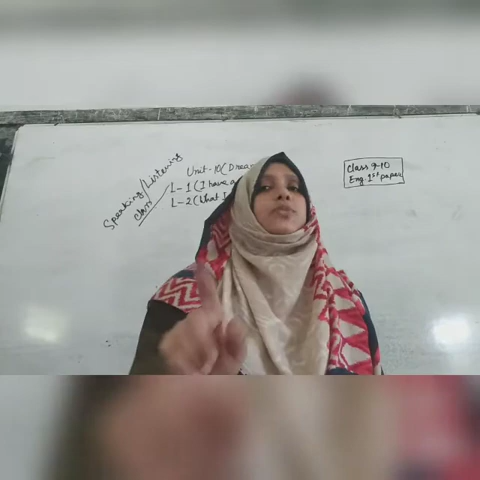 Speaking/Listening
class
Unit-10(Dream
L-1(I have a
L-2(What I
Class 9-10
Eng. 1st paper